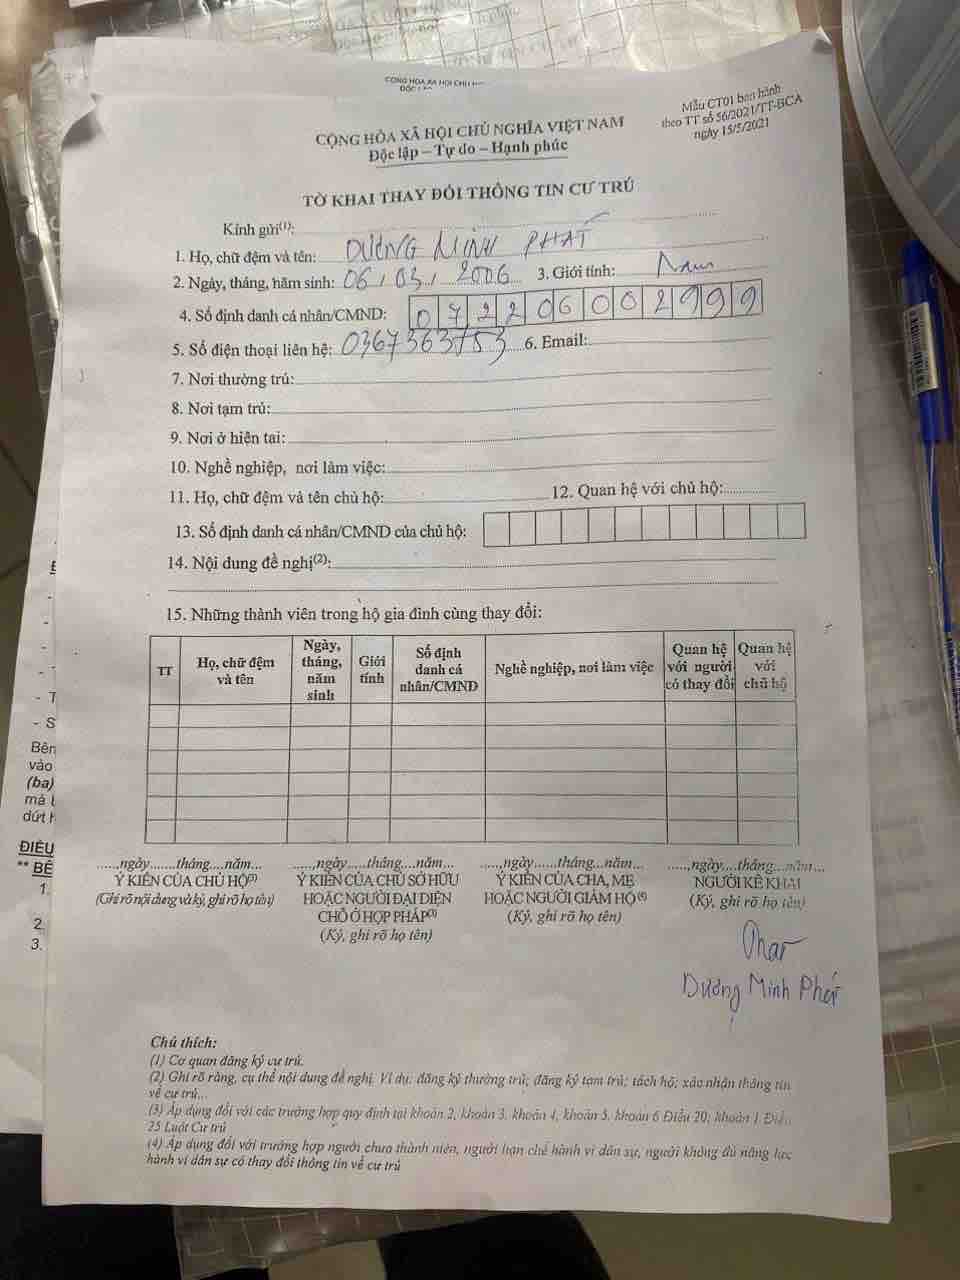 CỘNG HÒA XÃ HỘI CHỦ
Mẫu CT01 ban hành
theo TT số 56/2021/TT-BCA
ngày 15/5/2021
CỘNG HÒA XÃ HỘI CHỦ NGHĨA VIỆT NAM
Độc lập – Tự do – Hạnh phúc
TỜ KHAI THAY ĐỔI THÔNG TIN CƯ TRÚ
Kính gửi(1):
1. Họ, chữ đệm và tên: DƯƠNG MINH PHÁT
2. Ngày, tháng, năm sinh: 06/03/2006 3. Giới tính: Nam
4. Số định danh cá nhân/CMND: 072206002999
5. Số điện thoại liên hệ: 0367363753 6. Email:
7. Nơi thường trú:
8. Nơi tạm trú:
9. Nơi ở hiện tại:
10. Nghề nghiệp, nơi làm việc:
11. Họ, chữ đệm và tên chủ hộ: 12. Quan hệ với chủ hộ:
13. Số định danh cá nhân/CMND của chủ hộ:
14. Nội dung đề nghị(2):
15. Những thành viên trong hộ gia đình cùng thay đổi:
TT Họ, chữ đệm và tên Ngày, tháng, năm sinh Giới tính Số định danh cá nhân/CMND Nghề nghiệp, nơi làm việc Quan hệ với người có thay đổi Quan hệ với chủ hộ
- T
- S
Bên
vào
(ba)
mà
dứt
ĐIỀU
** BÊ
1.
2.
3.
.....,ngày......tháng....năm... .....,ngày.....tháng...năm... .....,ngày......tháng...năm... .....,ngày....tháng....năm...
Ý KIẾN CỦA CHỦ HỘ(3) Ý KIẾN CỦA CHỦ SỞ HỮU Ý KIẾN CỦA CHA, MẸ NGƯỜI KÊ KHAI
(Ghi rõ nội dung và ký, ghi rõ họ tên) HOẶC NGƯỜI ĐẠI DIỆN HOẶC NGƯỜI GIÁM HỘ (4) (Ký, ghi rõ họ tên)
CHỖ Ở HỢP PHÁP(3) (Ký, ghi rõ họ tên)
(Ký, ghi rõ họ tên)
Phat
Dương Minh Phát
Chú thích:
(1) Cơ quan đăng ký cư trú.
(2) Ghi rõ ràng, cụ thể nội dung đề nghị. Ví dụ: đăng ký thường trú; đăng ký tạm trú; tách hộ; xác nhận thông tin
về cư trú...
(3) Áp dụng đối với các trường hợp quy định tại khoản 2, khoản 3, khoản 4, khoản 5, khoản 6 Điều 20; khoản 1 Điều
25 Luật Cư trú
(4) Áp dụng đối với trường hợp người chưa thành niên, người hạn chế hành vi dân sự, người không đủ năng lực
hành vi dân sự có thay đổi thông tin về cư trú